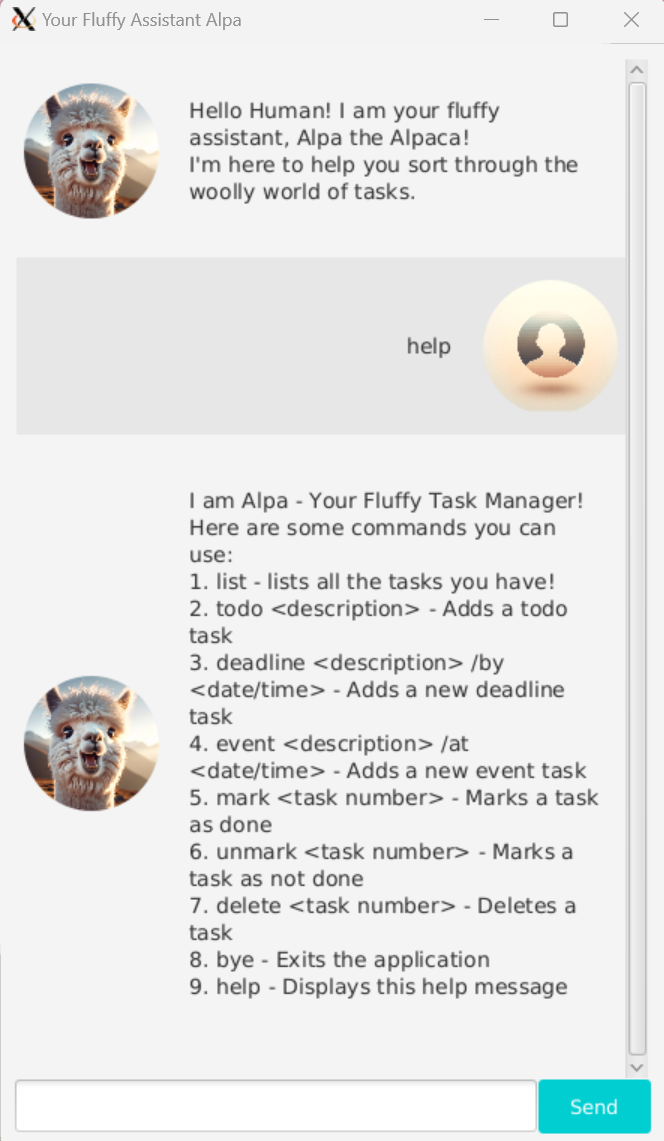 Your Fluffy Assistant Alpa
Hello Human! I am your fluffy
assistant, Alpa the Alpaca!
I'm here to help you sort through the
woolly world of tasks.
help
I am Alpa - Your Fluffy Task Manager!
Here are some commands you can
use:
1. list - lists all the tasks you have!
2. todo <description> - Adds a todo
task
3. deadline <description> /by
<date/time> - Adds a new deadline
task
4. event <description> /at
<date/time> - Adds a new event task
5. mark <task number> - Marks a task
as done
6. unmark <task number> - Marks a
task as not done
7. delete <task number> - Deletes a
task
8. bye - Exits the application
9. help - Displays this help message
Send